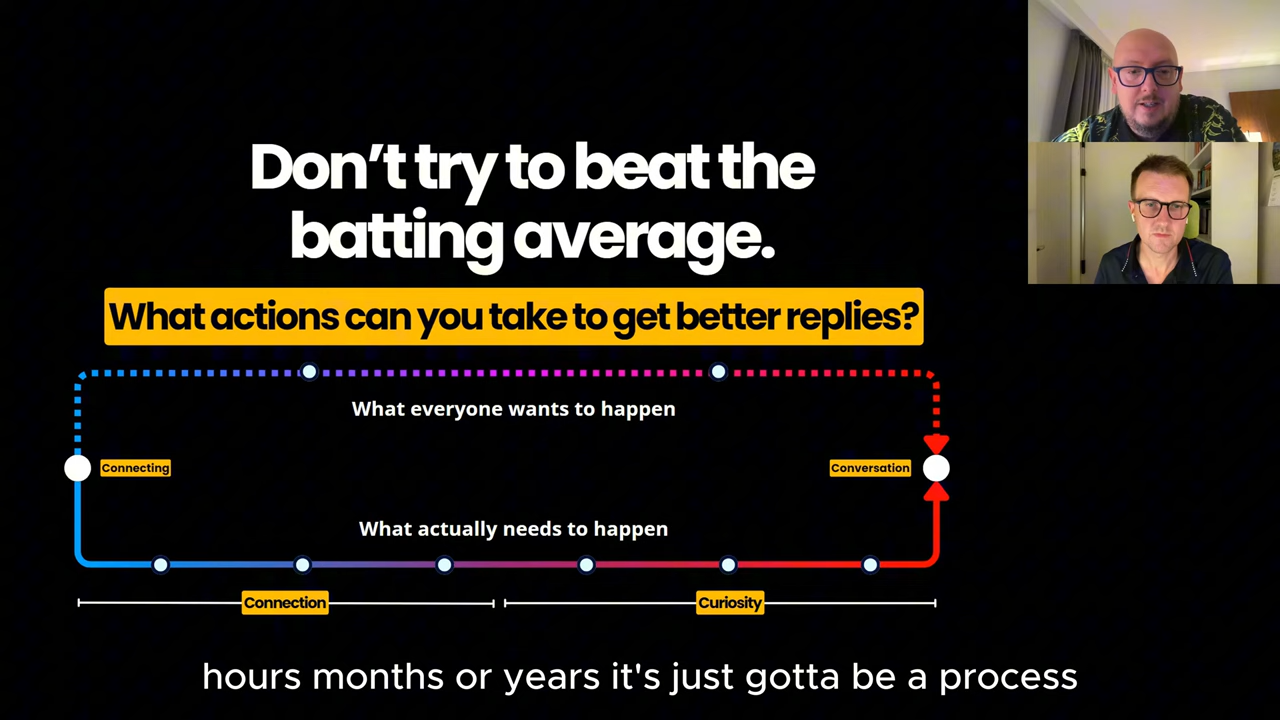 Don't try to beat the
batting average.
What actions can you take to get better replies?
What everyone wants to happen
Connecting
Conversation
What actually needs to happen
Connection
Curiosity
hours months or years it's just gotta be a process